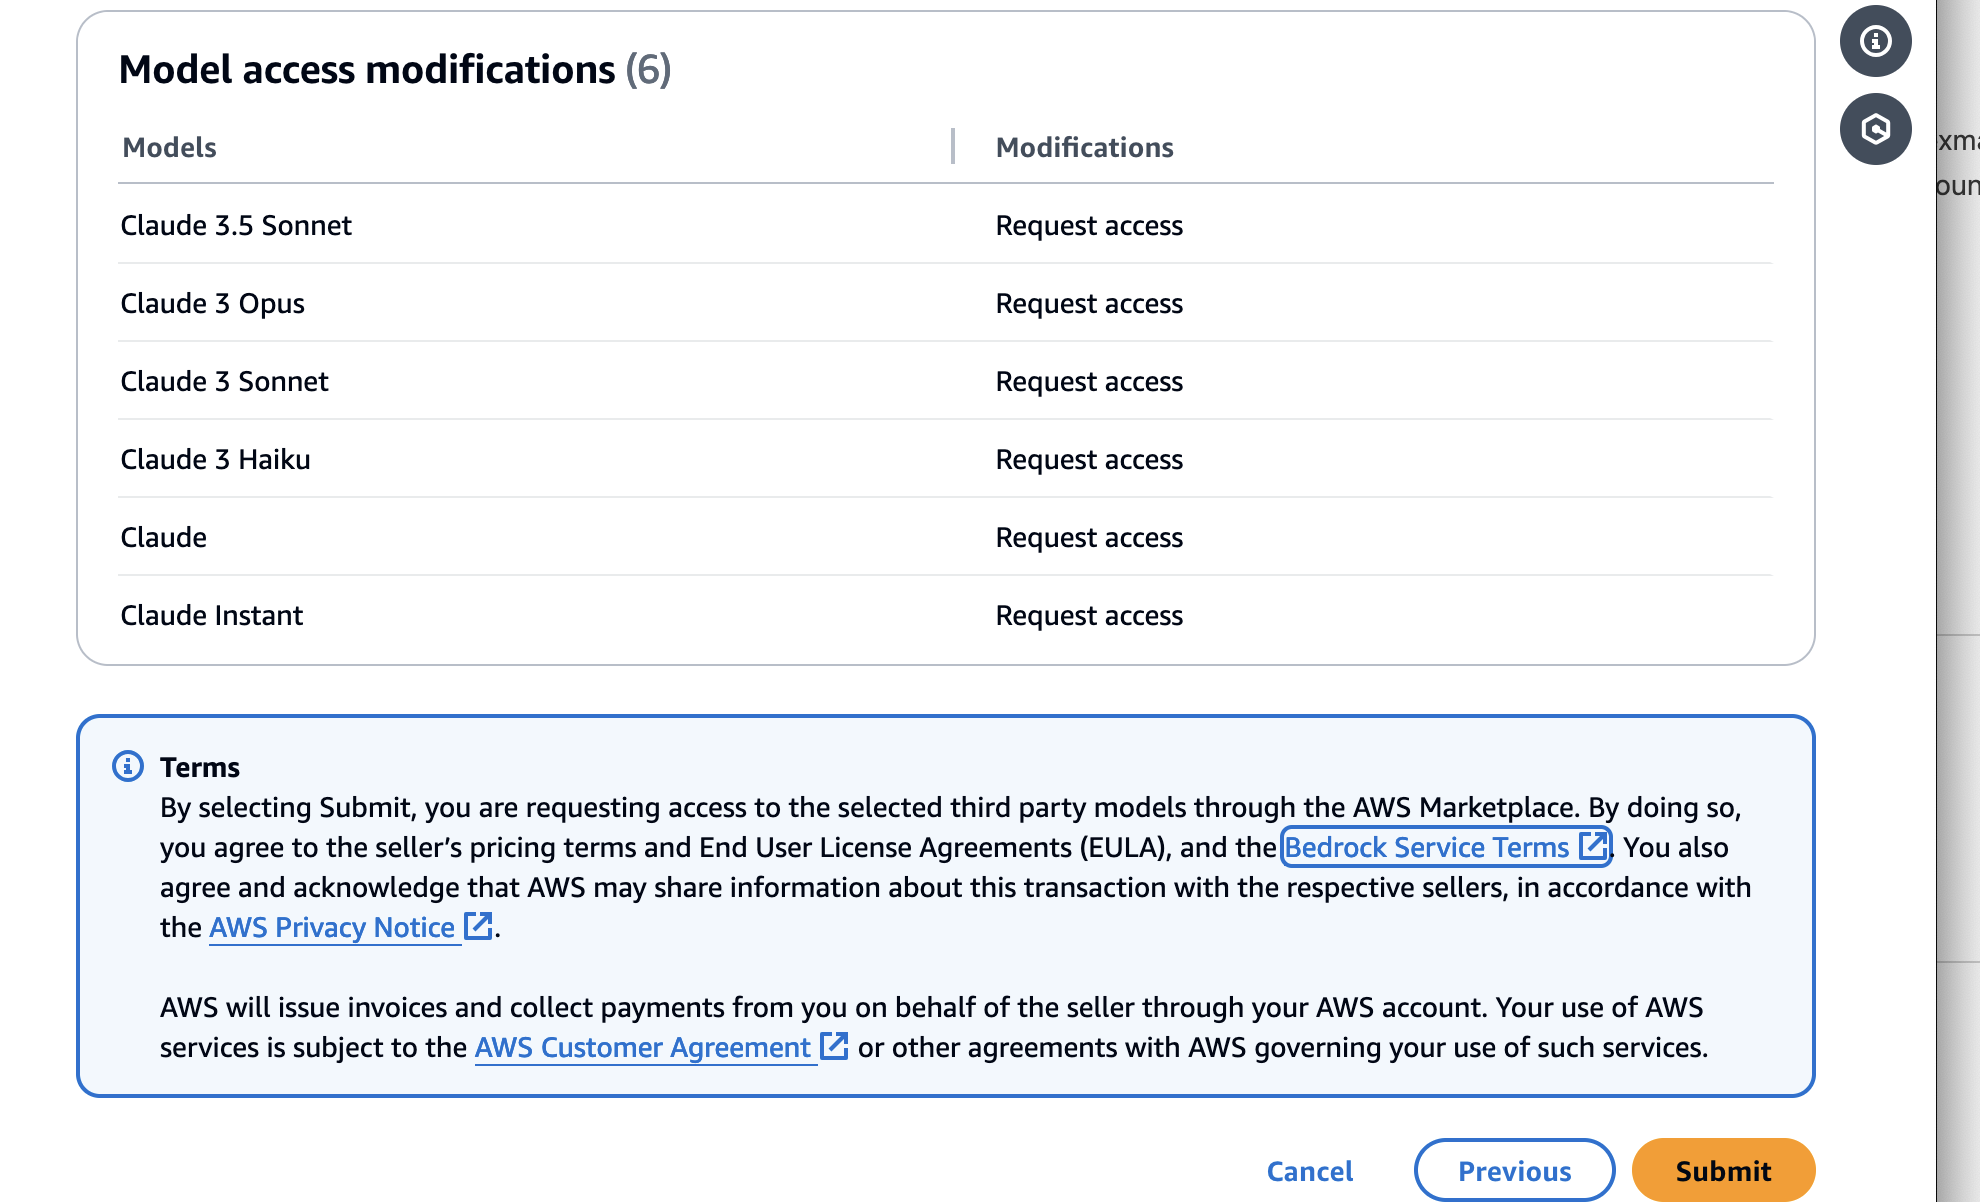 Model access modifications (6)
Models
Modifications
Claude 3.5 Sonnet
Request access
Claude 3 Opus
Request access
Claude 3 Sonnet
Request access
Claude 3 Haiku
Request access
Claude
Request access
Claude Instant
Request access
Terms
By selecting Submit, you are requesting access to the selected third party models through the AWS Marketplace. By doing so,
you agree to the seller’s pricing terms and End User License Agreements (EULA), and the Bedrock Service Terms. You also
agree and acknowledge that AWS may share information about this transaction with the respective sellers, in accordance with
the AWS Privacy Notice.
AWS will issue invoices and collect payments from you on behalf of the seller through your AWS account. Your use of AWS
services is subject to the AWS Customer Agreement or other agreements with AWS governing your use of such services.
Cancel
Previous
Submit